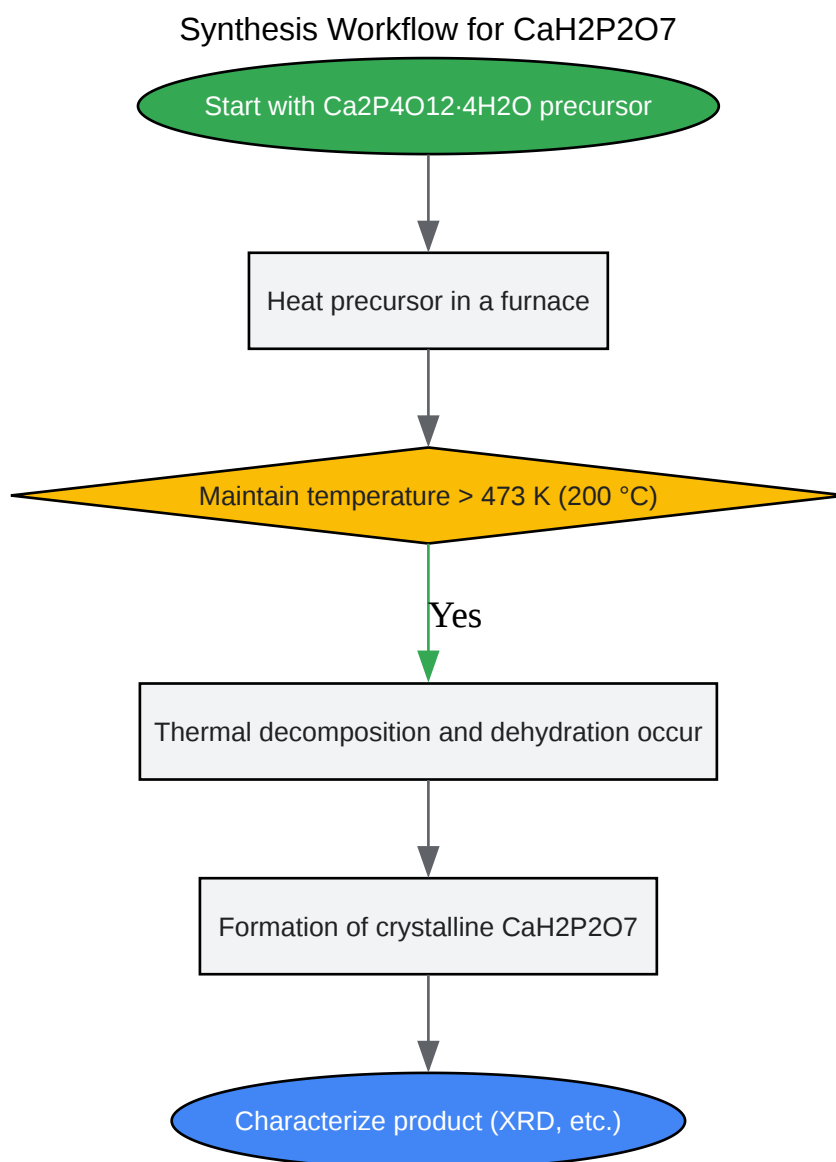 Synthesis Workflow for CaH2P2O7
Start with Ca2P4O12·4H2O precursor
Heat precursor in a furnace
Maintain temperature > 473 K (200 °C)
Yes
Thermal decomposition and dehydration occur
Formation of crystalline CaH2P2O7
Characterize product (XRD, etc.)